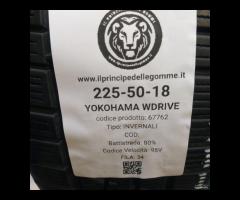 www.ilprincipedellegomme.it
225-50-18
YOKOHAMA WDRIVE
codice prodotto: 67762
Tipo: INVERNALI
COD:
Battistrada: 80%
Codice Velocità: 95V
FILA: 34